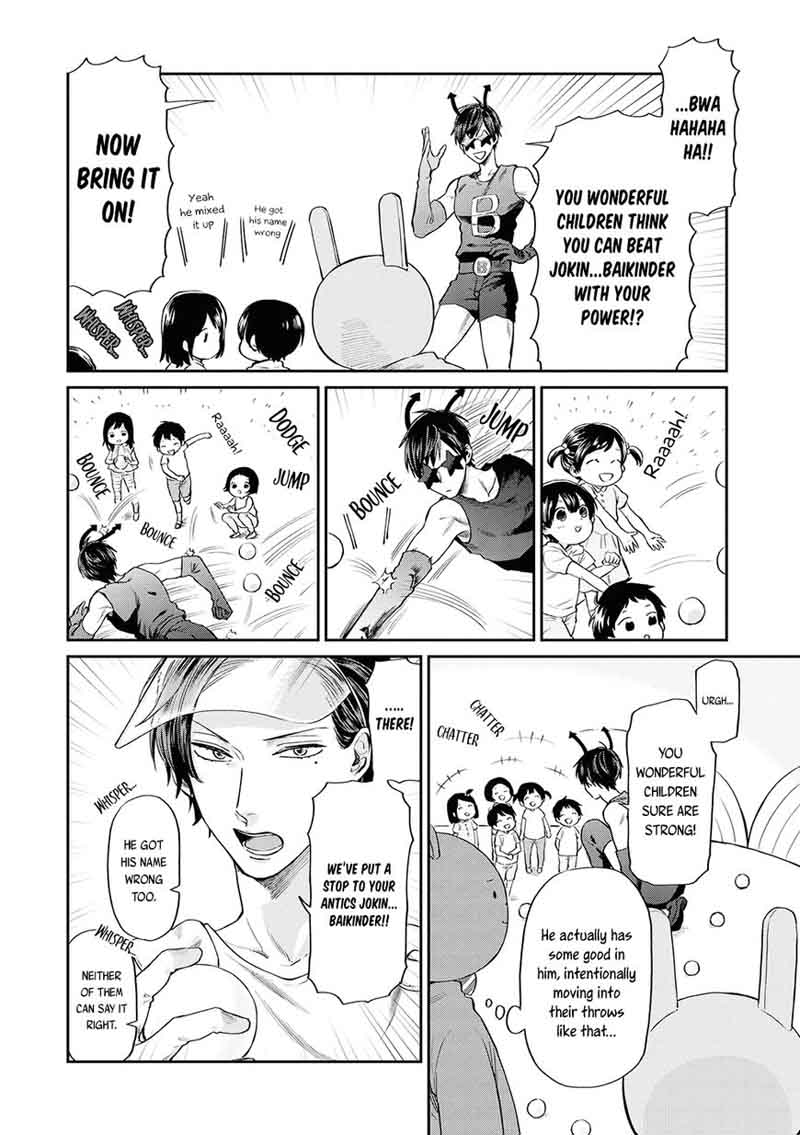 ...BWA
HAHAHA
HA!!
YOU WONDERFUL
CHILDREN THINK
YOU CAN BEAT
JOKIN...BAIKINDER
WITH YOUR
POWER!?
B
B
He got
his name
wrong
Yeah
he mixed
it up
NOW
BRING IT
ON!
WHISPER...
WHISPER...
Raaaah!
JUMP
BOUNCE
DODGE
JUMP
Raaaah!
BOUNCE
BOUNCE
BOUNCE
URGH...
YOU
WONDERFUL
CHILDREN
SURE ARE
STRONG!
CHATTER
CHATTER
He actually has
some good in
him, intentionally
moving into
their throws
like that...
.....
THERE!
WE'VE PUT A
STOP TO YOUR
ANTICS JOKIN...
BAIKINDER!!
WHISPER...
HE GOT
HIS NAME
WRONG
TOO.
WHISPER...
NEITHER
OF THEM
CAN SAY IT
RIGHT.